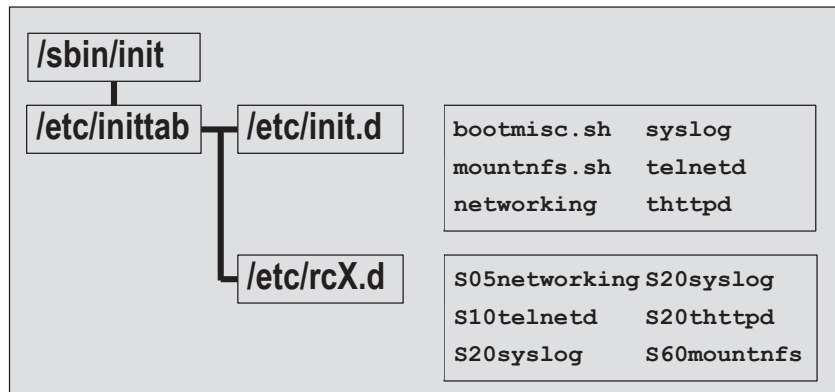 /sbin/init
/etc/inittab
/etc/init.d
bootmisc.sh syslog
mountnfs.sh telnetd
networking thttpd
/etc/rcX.d
S05networking S20syslog
S10telnetd S20thttpd
S20syslog S60mountnfs